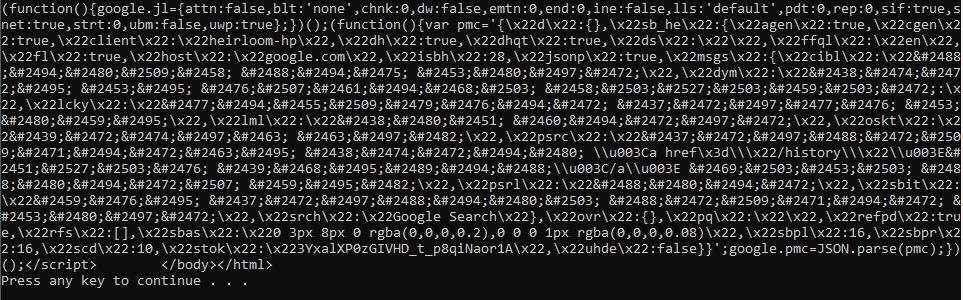 (function(){google.jl={attn:false,blt:'none',chnk:0,dw:false,emtn:0,end:0,ine:false,lls:'default',pdt:0,rep:0,sif:true,s
net:true,strt:0,ubm:false,uwp:true};})();(function(){var pmc='{\x22d\x22:{},\x22sb_he\x22:{\x22agen\x22:true,\x22cgen\x2
2:true,\x22client\x22:\x22heirloom-hp\x22,\x22dh\x22:true,\x22dhqt\x22:true,\x22ds\x22:\x22\x22,\x22ffql\x22:\x22en\x22,
\x22fl\x22:true,\x22host\x22:\x22google.com\x22,\x22isbh\x22:28,\x22jsonp\x22:true,\x22msgs\x22:{\x22cibl\x22:\x22&#2488
;&#2494;&#2480;&#2509;&#2458; &#2488;&#2494;&#2475; &#2453;&#2480;&#2497;&#2472;\x22,\x22dym\x22:\x22&#2438;&#2474;&#247
2;&#2495; &#2453;&#2495; &#2476;&#2507;&#2461;&#2494;&#2468;&#2503; &#2458;&#2503;&#2527;&#2503;&#2459;&#2503;&#2472;:\x
22,\x22lcky\x22:\x22&#2477;&#2494;&#2455;&#2509;&#2479;&#2476;&#2494;&#2472; &#2437;&#2472;&#2497;&#2477;&#2476; &#2453;
&#2480;&#2459;&#2495;\x22,\x22lml\x22:\x22&#2438;&#2480;&#2451; &#2460;&#2494;&#2472;&#2497;&#2472;\x22,\x22oskt\x22:\x2
2&#2439;&#2472;&#2474;&#2497;&#2463; &#2463;&#2497;&#2482;\x22,\x22psrc\x22:\x22&#2437;&#2472;&#2497;&#2488;&#2472;&#250
9;&#2471;&#2494;&#2472;&#2463;&#2495; &#2438;&#2474;&#2472;&#2494;&#2480; \\u003Ca href\x3d\\\x22/history\\\x22\\u003E&#
2451;&#2527;&#2503;&#2476; &#2439;&#2468;&#2495;&#2489;&#2494;&#2488;\\u003C/a\\u003E &#2469;&#2503;&#2453;&#2503; &#248
8;&#2480;&#2494;&#2472;&#2507; &#2459;&#2495;&#2482;\x22,\x22psrl\x22:\x22&#2488;&#2480;&#2494;&#2472;\x22,\x22sbit\x22:
\x22&#2459;&#2476;&#2495; &#2437;&#2472;&#2497;&#2488;&#2494;&#2480;&#2503; &#2488;&#2472;&#2509;&#2471;&#2494;&#2472; &
#2453;&#2480;&#2497;&#2472;\x22,\x22srch\x22:\x22Google Search\x22},\x22ovr\x22:{},\x22pq\x22:\x22\x22,\x22refpd\x22:tru
e,\x22rfs\x22:[],\x22sbas\x22:\x220 3px 8px 0 rgba(0,0,0,0.2),0 0 0 1px rgba(0,0,0,0.08)\x22,\x22sbpl\x22:16,\x22sbpr\x2
2:16,\x22scd\x22:10,\x22stok\x22:\x223YxalXP0zGIVHD_t_p8qiNaor1A\x22,\x22uhde\x22:false}}';google.pmc=JSON.parse(pmc);})
();</script>        </body></html>
Press any key to continue . . .